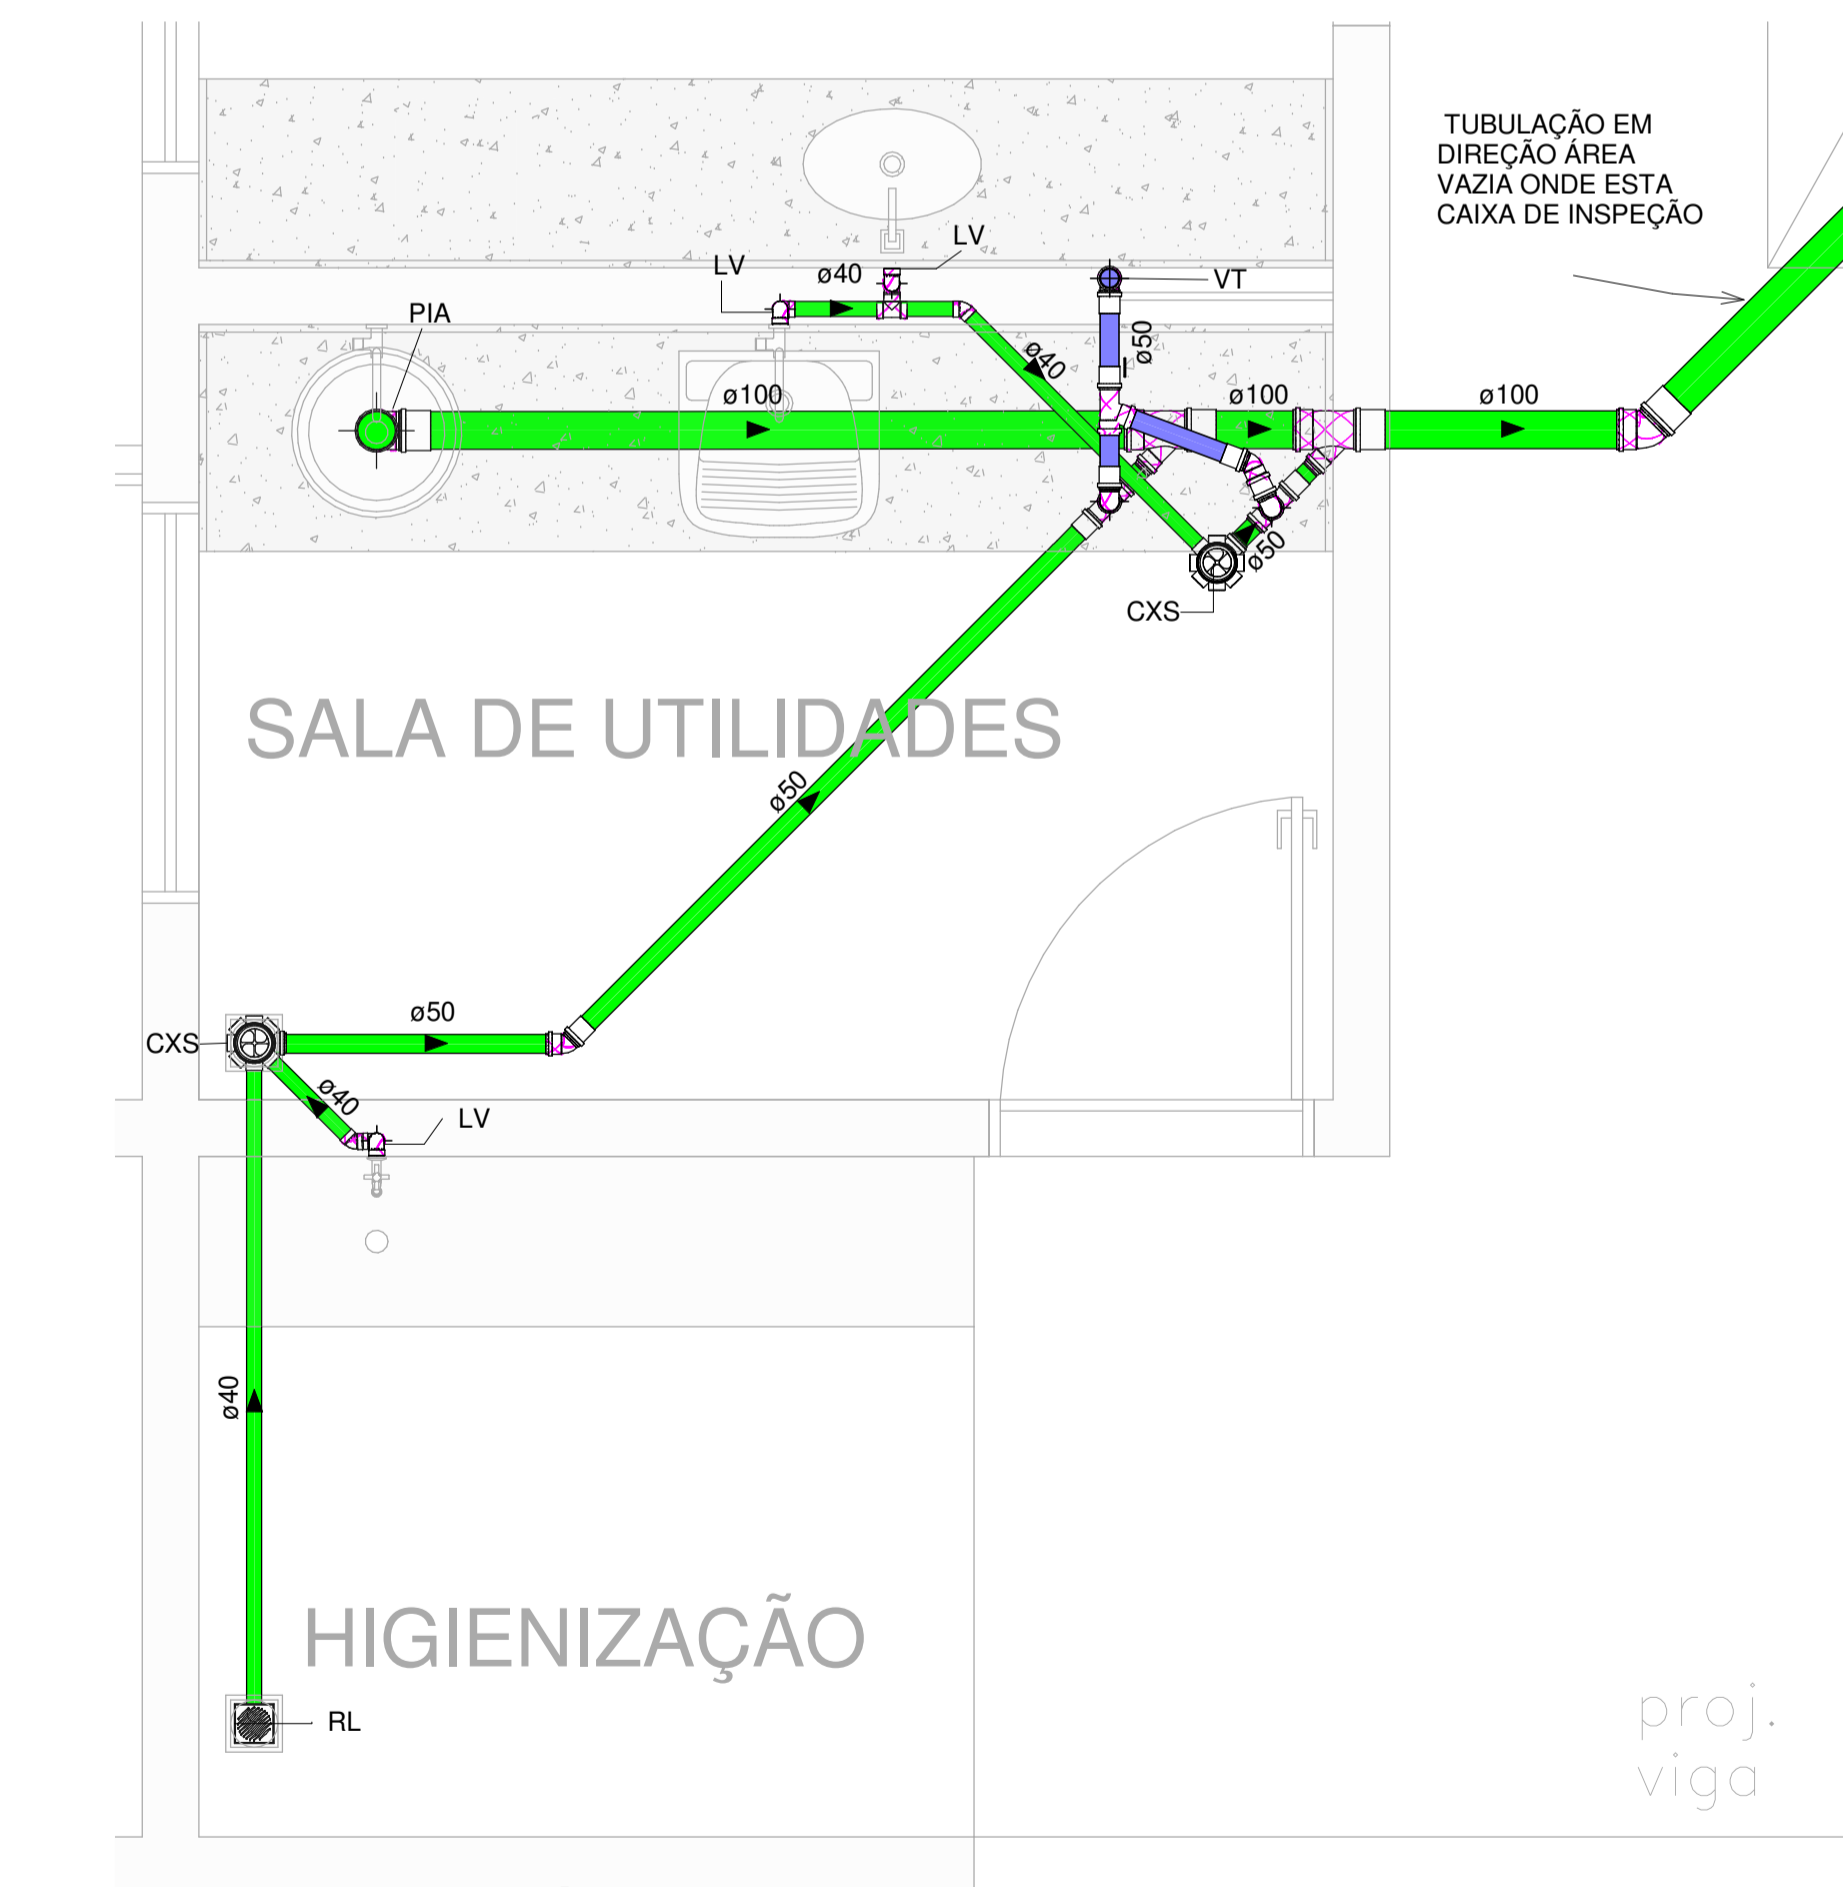 TUBULAÇÃO EM
DIREÇÃO ÁREA
VAZIA ONDE ESTA
CAIXA DE INSPEÇÃO
LV
LV
ø40
VT
PIA
ø50
ø40
ø100
ø100
ø100
ø50
CXS
SALA DE UTILIDADES
ø50
ø50
CXS
ø40
LV
ø40
HIGIENIZAÇÃO
RL
proj.
viga